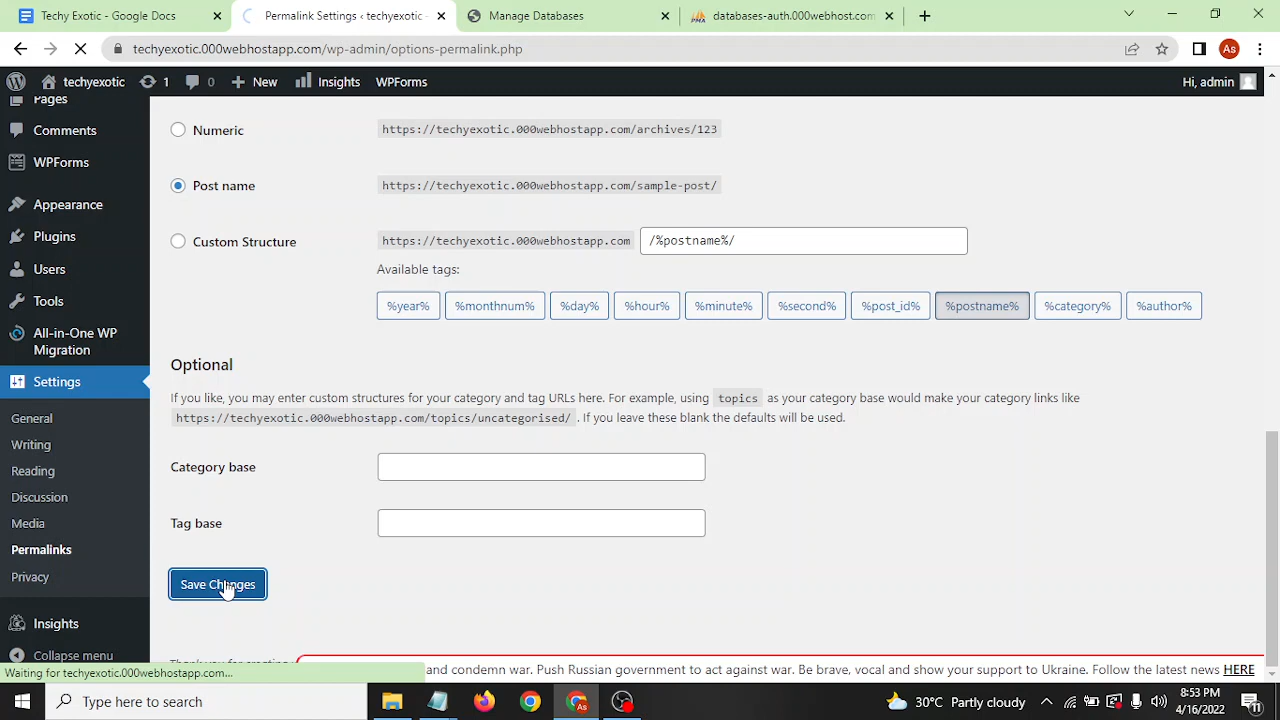 Techy Exotic - Google Docs
Permalink Settings ‹ techyexotic -
Manage Databases
databases-auth.000webhost.com
techyexotic.000webhostapp.com/wp-admin/options-permalink.php
As
techyexotic
1
0
New
Insights
WPForms
Hi, admin
Pages
Comments
WPForms
Appearance
Plugins
Users
Tools
All-in-One WP
Migration
Settings
General
Writing
Reading
Discussion
Media
Permalinks
Privacy
Insights
Collapse menu
Numeric
https://techyexotic.000webhostapp.com/archives/123
Post name
https://techyexotic.000webhostapp.com/sample-post/
Custom Structure
https://techyexotic.000webhostapp.com
/%postname%/
Available tags:
%year%
%monthnum%
%day%
%hour%
%minute%
%second%
%post_id%
%postname%
%category%
%author%
Optional
If you like, you may enter custom structures for your category and tag URLs here. For example, using topics as your category base would make your category links like
https://techyexotic.000webhostapp.com/topics/uncategorised/ . If you leave these blank the defaults will be used.
Category base
Tag base
Save Changes
and condemn war. Push Russian government to act against war. Be brave, vocal and show your support to Ukraine. Follow the latest news HERE
Waiting for techyexotic.000webhostapp.com...
Type here to search
As
30°C Partly cloudy
8:53 PM
4/16/2022
11